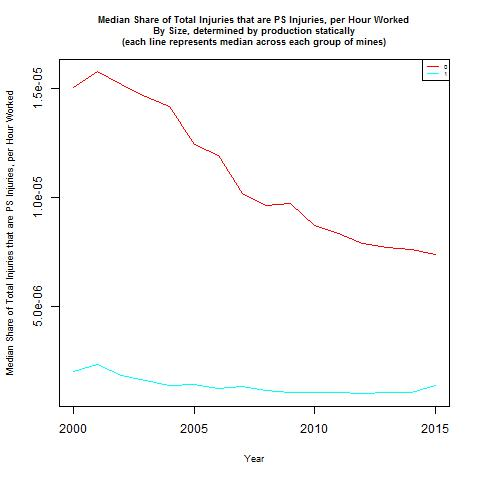 Median Share of Total Injuries that are PS Injuries, per Hour Worked
By Size, determined by production statically
(each line represents median across each group of mines)
0
1
Median Share of Total Injuries that are PS Injuries, per Hour Worked
1.5e-05
1.0e-05
5.0e-06
2000 2005 2010 2015
Year